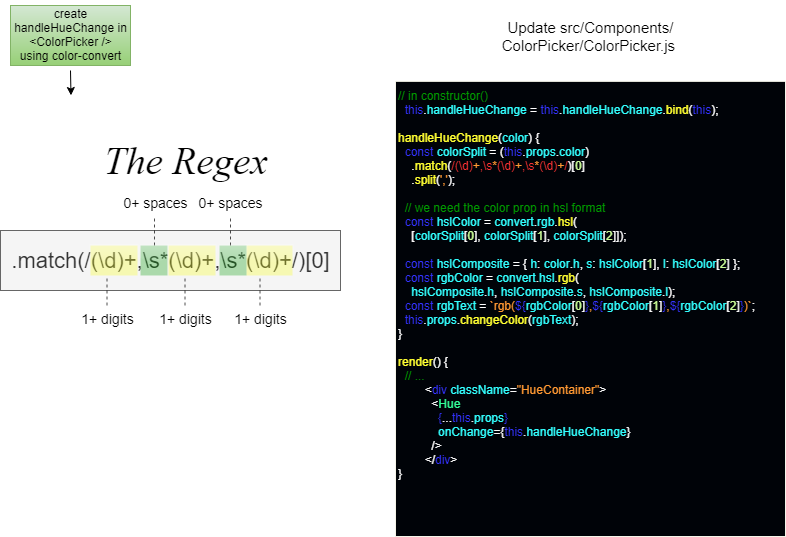 create
handleHueChange in
<ColorPicker />
using color-convert
The Regex
0+ spaces 0+ spaces
.match(/(\d)+,\s*(\d)+,\s*(\d)+/)[0]
1+ digits 1+ digits 1+ digits
Update src/Components/
ColorPicker/ColorPicker.js
// in constructor()
this.handleHueChange = this.handleHueChange.bind(this);
handleHueChange(color) {
const colorSplit = (this.props.color)
.match(/(\d)+,\s*(\d)+,\s*(\d)+/)[0]
.split(',');
// we need the color prop in hsl format
const hslColor = convert.rgb.hsl(
[colorSplit[0], colorSplit[1], colorSplit[2]]);
const hslComposite = { h: color.h, s: hslColor[1], l: hslColor[2] };
const rgbColor = convert.hsl.rgb(
hslComposite.h, hslComposite.s, hslComposite.l);
const rgbText = `rgb(${rgbColor[0]},${rgbColor[1]},${rgbColor[2]})`;
this.props.changeColor(rgbText);
}
render() {
// ...
<div className="HueContainer">
<Hue
{...this.props}
onChange={this.handleHueChange}
/>
</div>
}